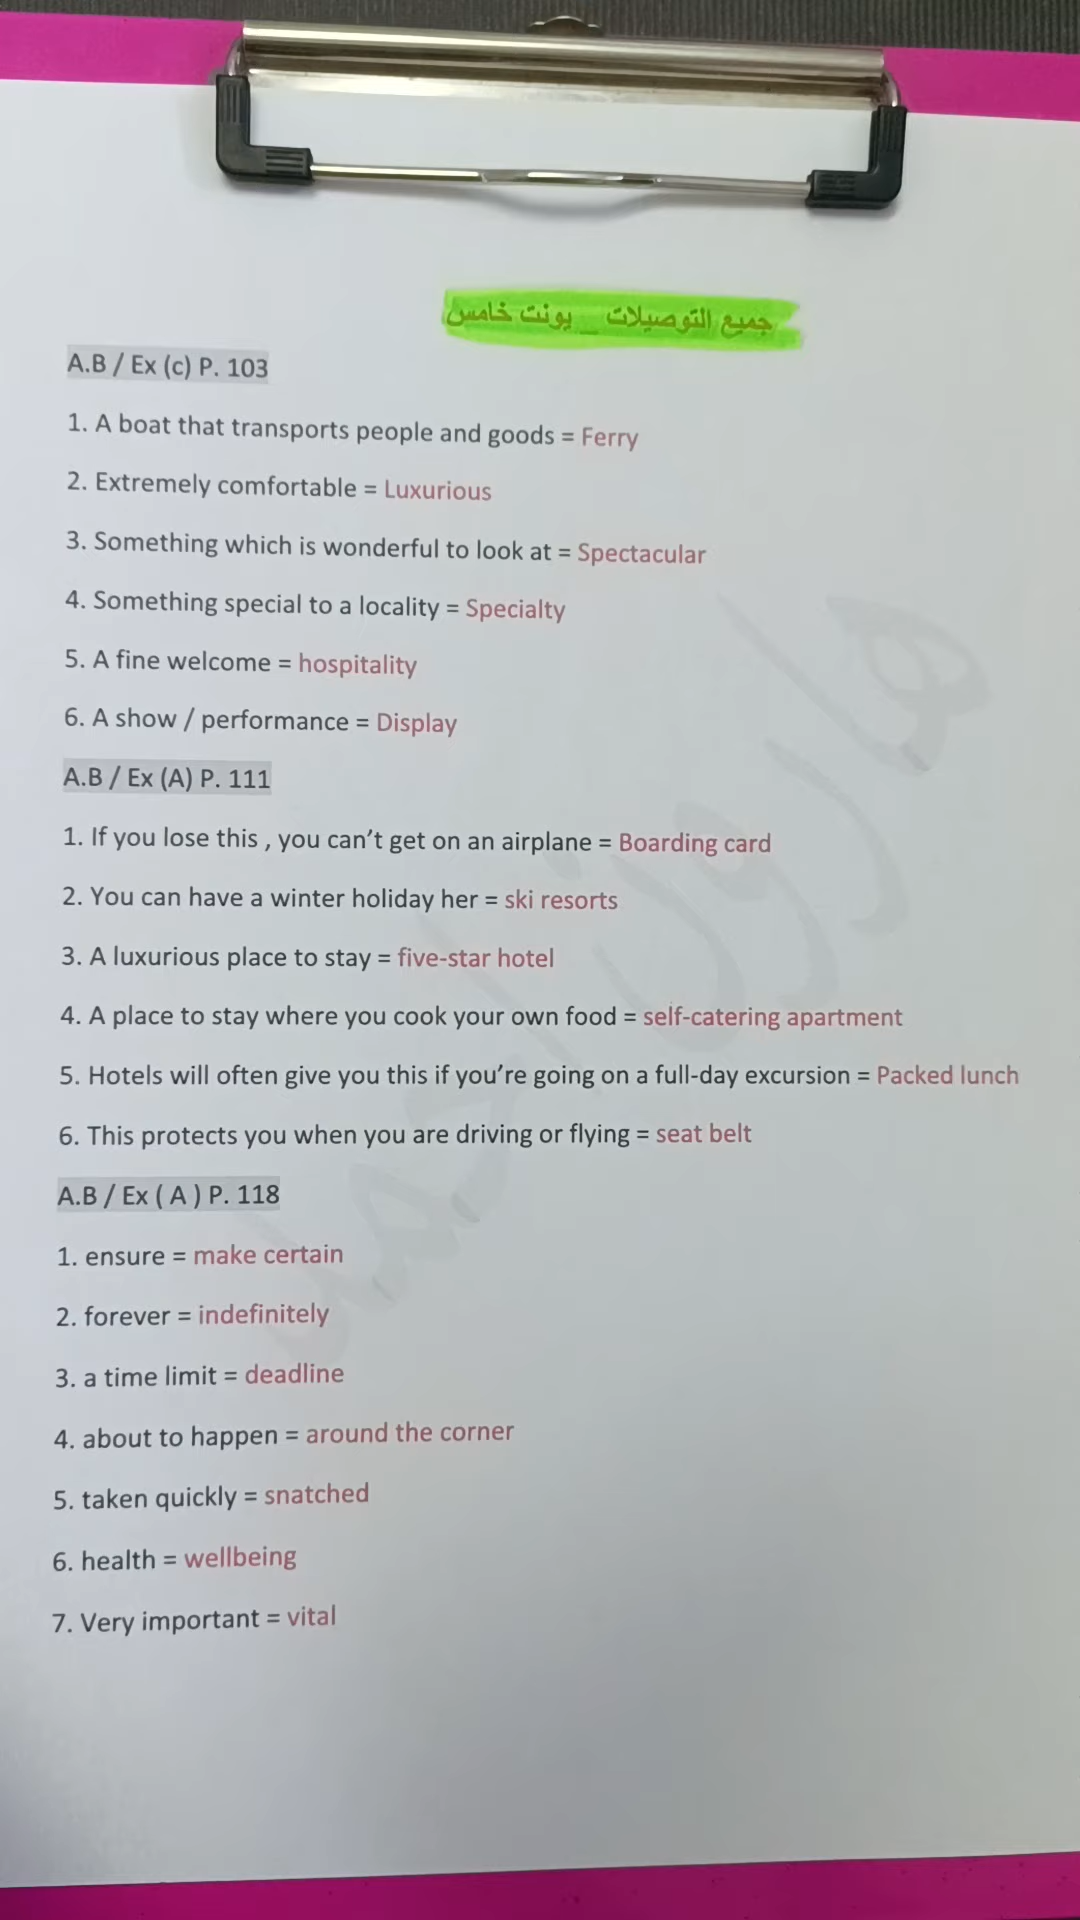 جميع التوصيلات _ يونت خامس
A.B / Ex (c) P. 103
1. A boat that transports people and goods = Ferry
2. Extremely comfortable = Luxurious
3. Something which is wonderful to look at = Spectacular
4. Something special to a locality = Specialty
5. A fine welcome = hospitality
6. A show / performance = Display
A.B / Ex (A) P. 111
1. If you lose this , you can’t get on an airplane = Boarding card
2. You can have a winter holiday her = ski resorts
3. A luxurious place to stay = five-star hotel
4. A place to stay where you cook your own food = self-catering apartment
5. Hotels will often give you this if you’re going on a full-day excursion = Packed lunch
6. This protects you when you are driving or flying = seat belt
A.B / Ex ( A ) P. 118
1. ensure = make certain
2. forever = indefinitely
3. a time limit = deadline
4. about to happen = around the corner
5. taken quickly = snatched
6. health = wellbeing
7. Very important = vital